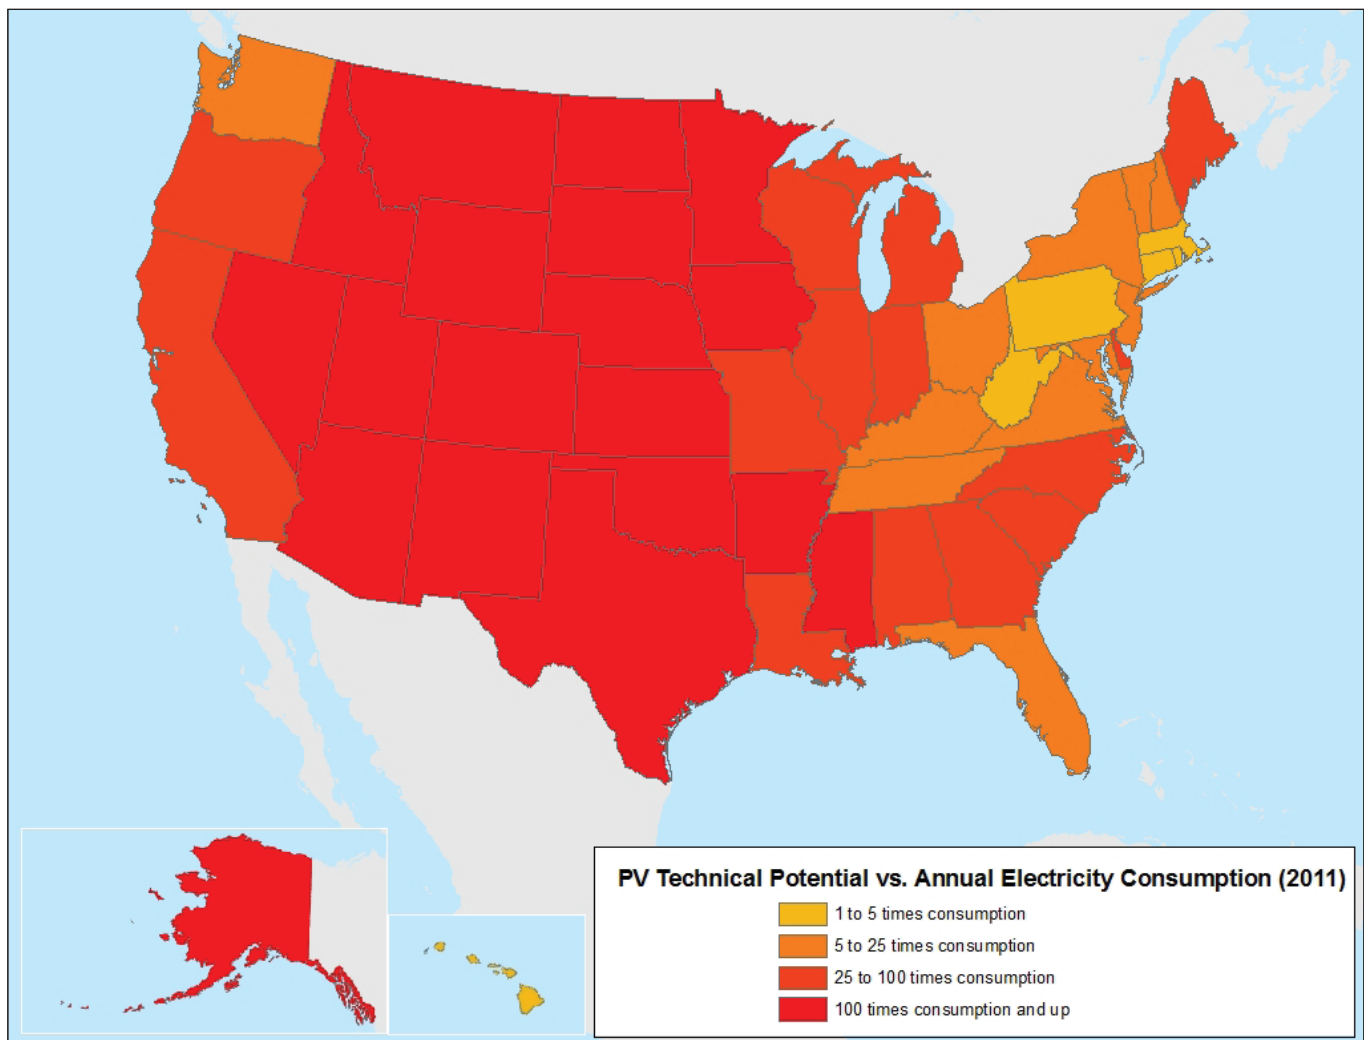 PV Technical Potential vs. Annual Electricity Consumption (2011)
1 to 5 times consumption
5 to 25 times consumption
25 to 100 times consumption
100 times consumption and up